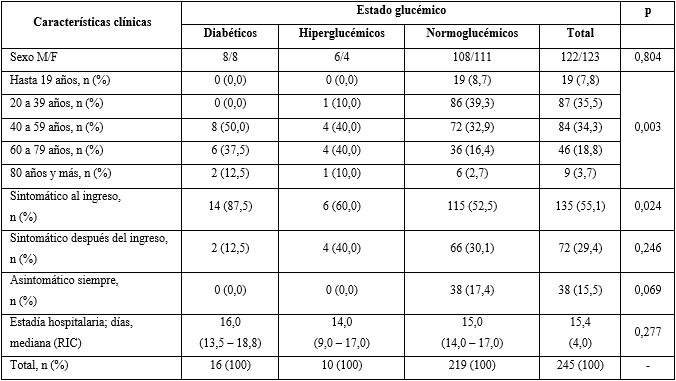 Características clínicas Estado glucémico p
Diabéticos Hiperglucémicos Normoglucémicos Total
Sexo M/F 8/8 6/4 108/111 122/123 0,804
Hasta 19 años, n (%) 0 (0,0) 0 (0,0) 19 (8,7) 19 (7,8)
20 a 39 años, n (%) 0 (0,0) 1 (10,0) 86 (39,3) 87 (35,5)
40 a 59 años, n (%) 8 (50,0) 4 (40,0) 72 (32,9) 84 (34,3) 0,003
60 a 79 años, n (%) 6 (37,5) 4 (40,0) 36 (16,4) 46 (18,8)
80 años y más, n (%) 2 (12,5) 1 (10,0) 6 (2,7) 9 (3,7)
Sintomático al ingreso,
n (%) 14 (87,5) 6 (60,0) 115 (52,5) 135 (55,1) 0,024
Sintomático después del ingreso,
n (%) 2 (12,5) 4 (40,0) 66 (30,1) 72 (29,4) 0,246
Asintomático siempre,
n (%) 0 (0,0) 0 (0,0) 38 (17,4) 38 (15,5) 0,069
Estadía hospitalaria; días, 16,0 14,0 15,0 15,4
mediana (RIC) (13,5 – 18,8) (9,0 – 17,0) (14,0 – 17,0) (4,0) 0,277
Total, n (%) 16 (100) 10 (100) 219 (100) 245 (100) -